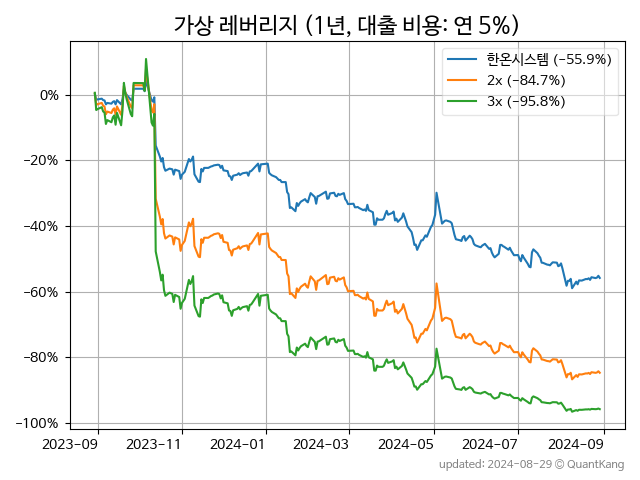 가상 레버리지 (1년, 대출 비용: 연 5%)
한온시스템 (−55.9%)
2x (−84.7%)
3x (−95.8%)
0%
−20%
−40%
−60%
−80%
−100%
2023-09 2023-11 2024-01 2024-03 2024-05 2024-07 2024-09
updated: 2024-08-29 © QuantKang